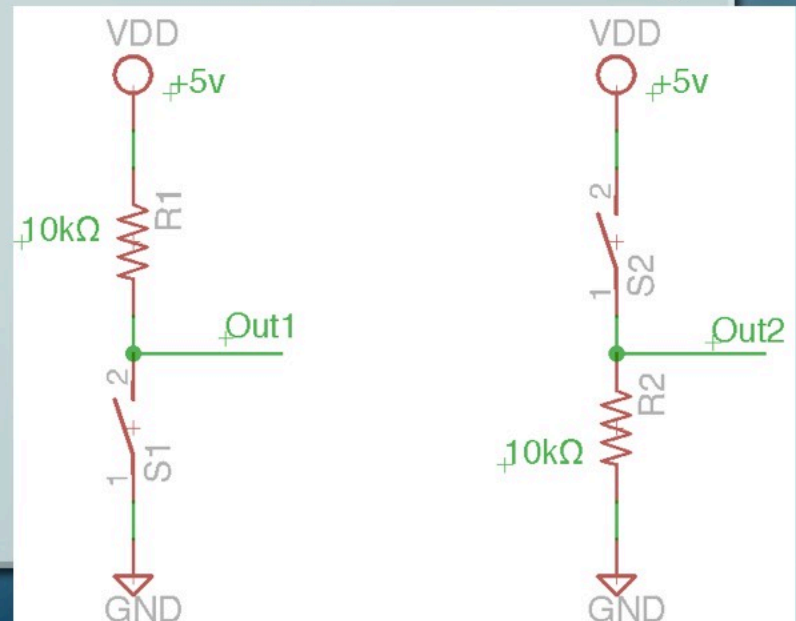 VDD
+5v
10kΩ
R1
Out1
2
1
S1
GND
VDD
+5v
2
1
S2
Out2
R2
10kΩ
GND